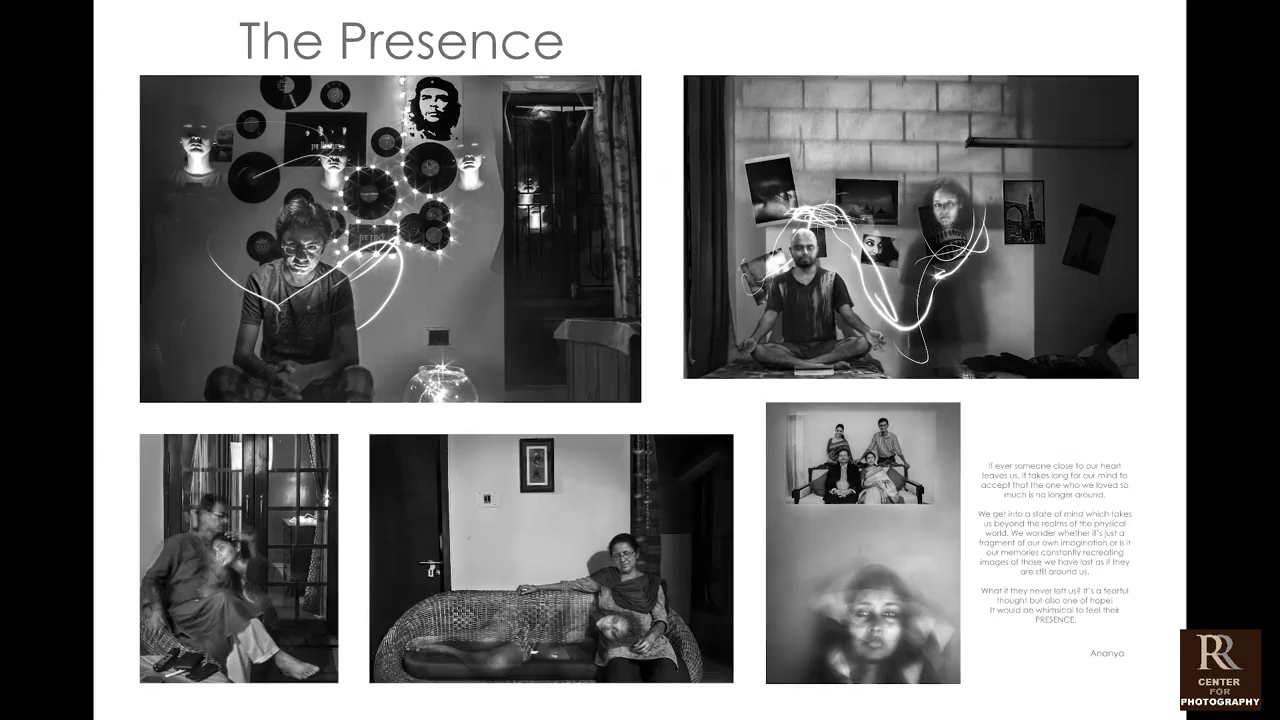 The Presence
THE BEATLES
RETRO
If ever someone close to our heart
leaves us. It takes long for our mind to
accept that the one who we loved so
much is no longer around.
We get into a state of mind which takes
us beyond the realms of the physical
world. We wonder whether it's just a
fragment of our own imagination or is it
our memories constantly recreating
images of those we have lost as if they
are still around us.
What if they never left us? It's a fearful
thought but also one of hope!
It would be whimsical to feel their
PRESENCE.
Ananya
RR
CENTER
FOR
PHOTOGRAPHY